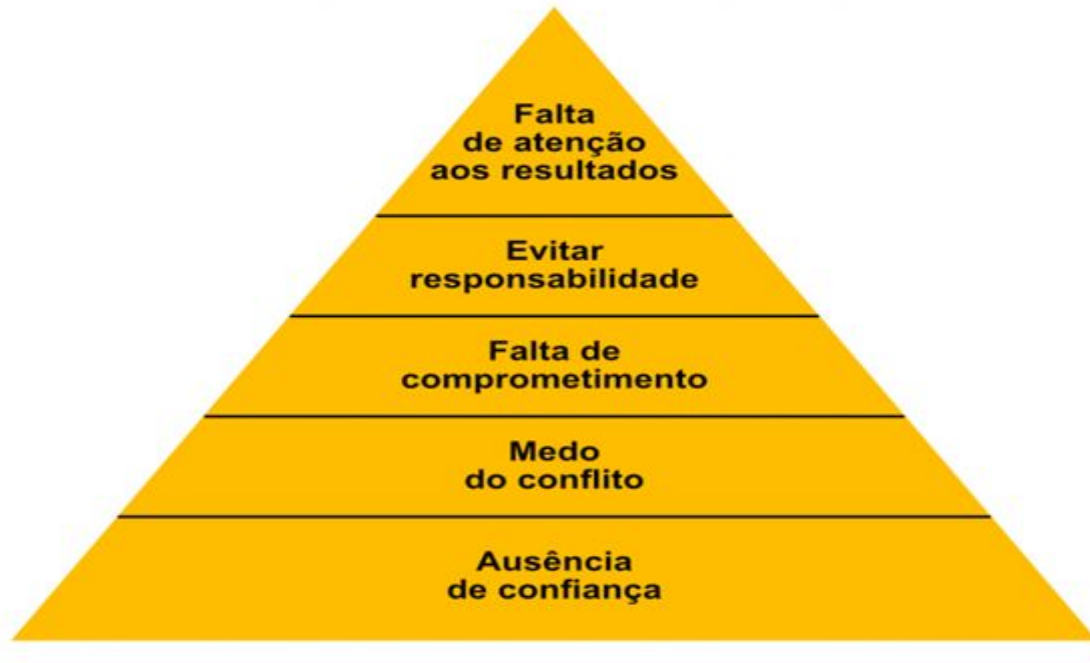 Falta
de atenção
aos resultados
Evitar
responsabilidade
Falta de
comprometimento
Medo
do conflito
Ausência
de confiança